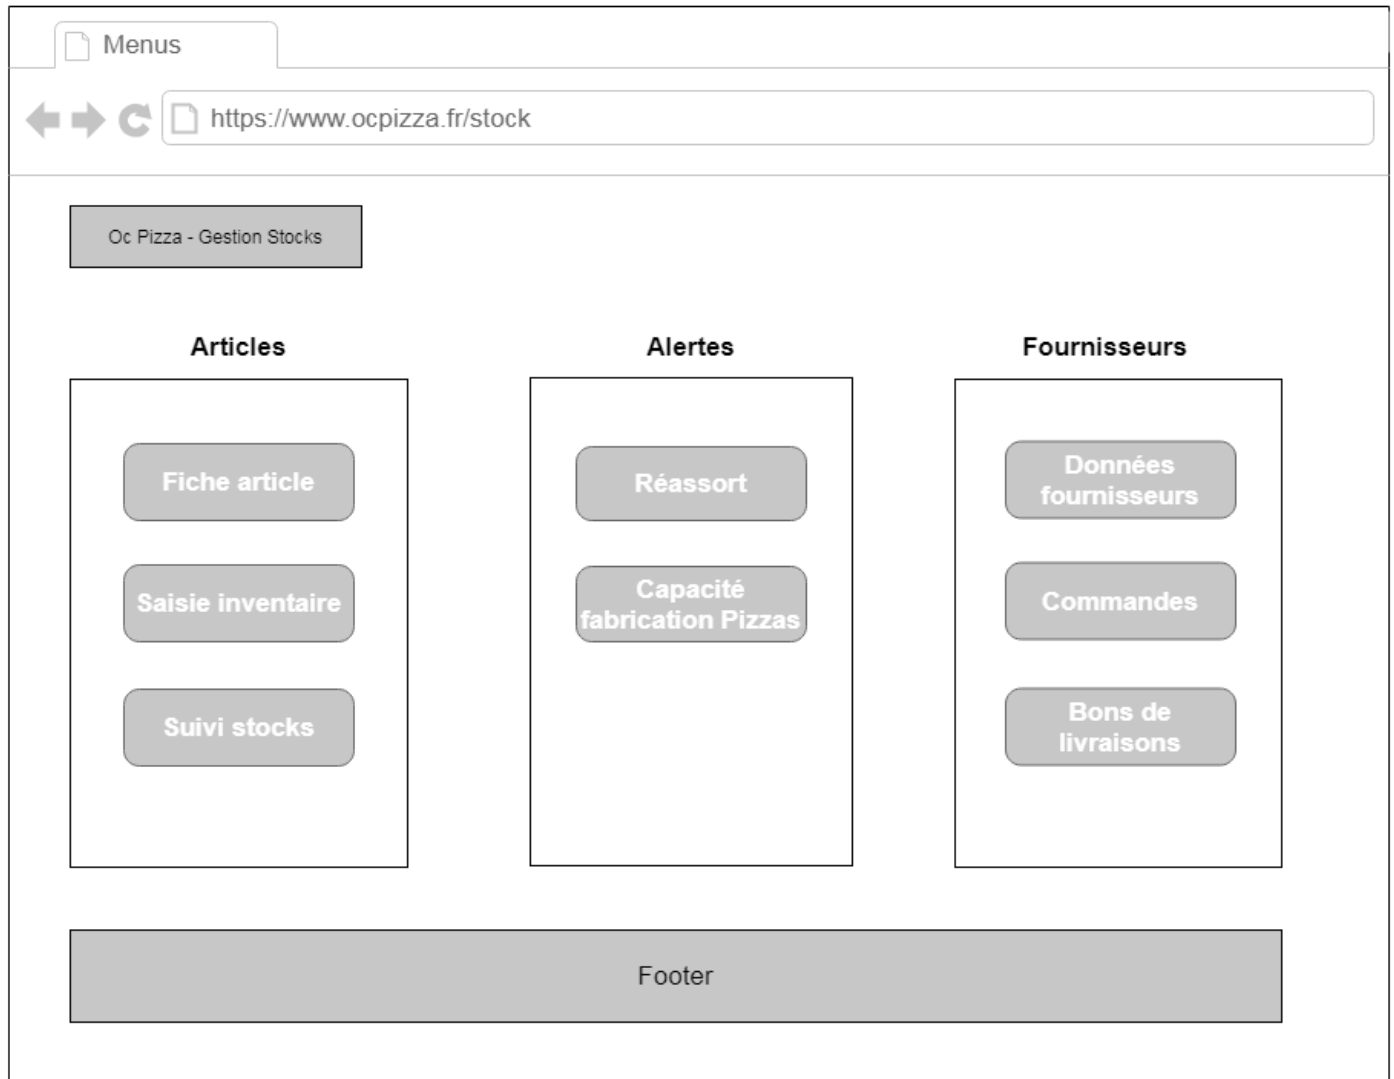 Menus
https://www.ocpizza.fr/stock
Oc Pizza - Gestion Stocks
Articles
Fiche article
Saisie inventaire
Suivi stocks
Alertes
Réassort
Capacité
fabrication Pizzas
Fournisseurs
Données
fournisseurs
Commandes
Bons de
livraisons
Footer